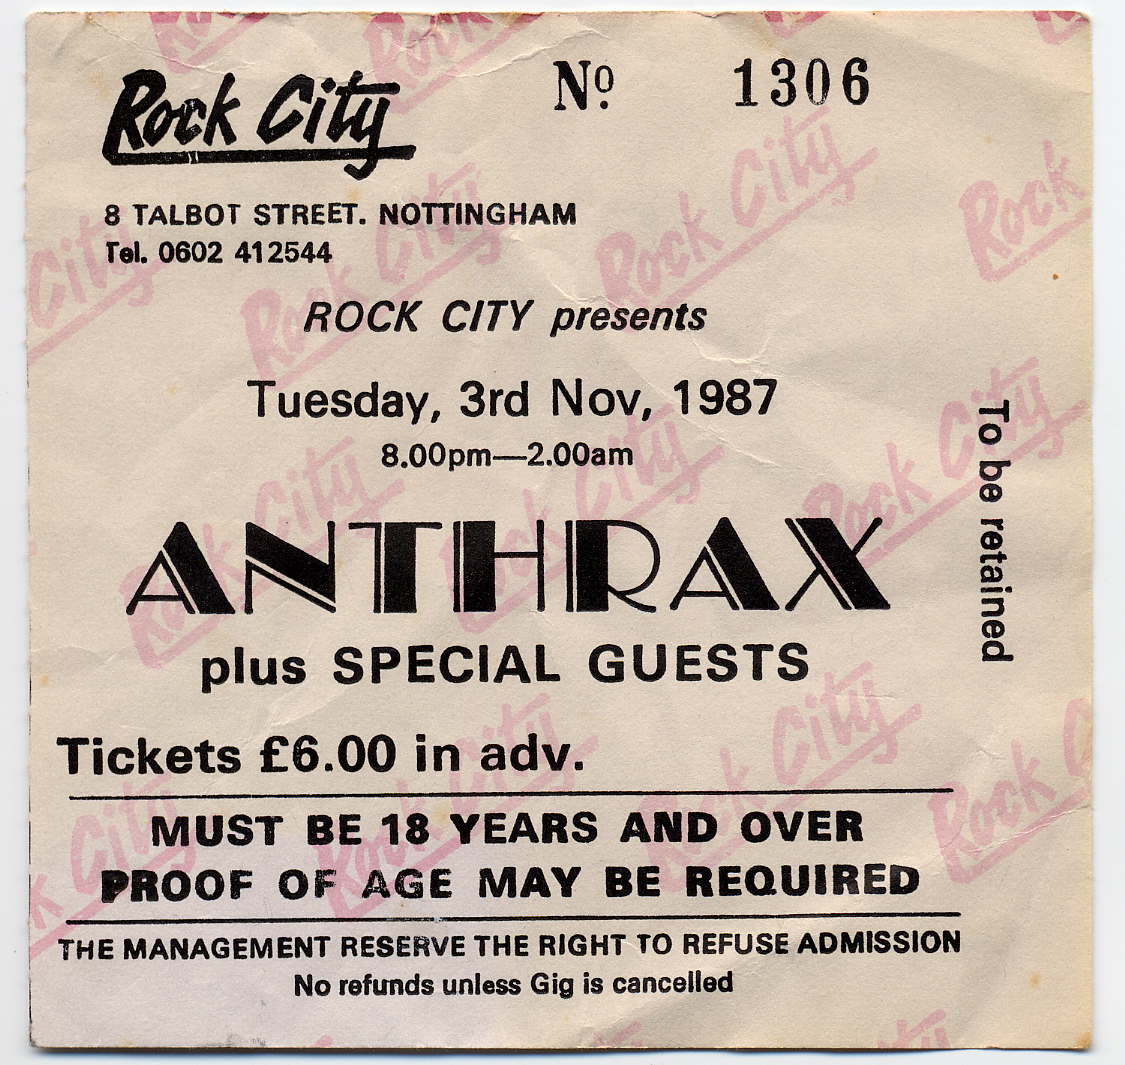 Rock City
Nº 1306
8 TALBOT STREET. NOTTINGHAM
Tel. 0602 412544
ROCK CITY presents
Tuesday, 3rd Nov, 1987
8.00pm—2.00am
ANTHRAX
plus SPECIAL GUESTS
To be retained
Tickets £6.00 in adv.
MUST BE 18 YEARS AND OVER
PROOF OF AGE MAY BE REQUIRED
THE MANAGEMENT RESERVE THE RIGHT TO REFUSE ADMISSION
No refunds unless Gig is cancelled